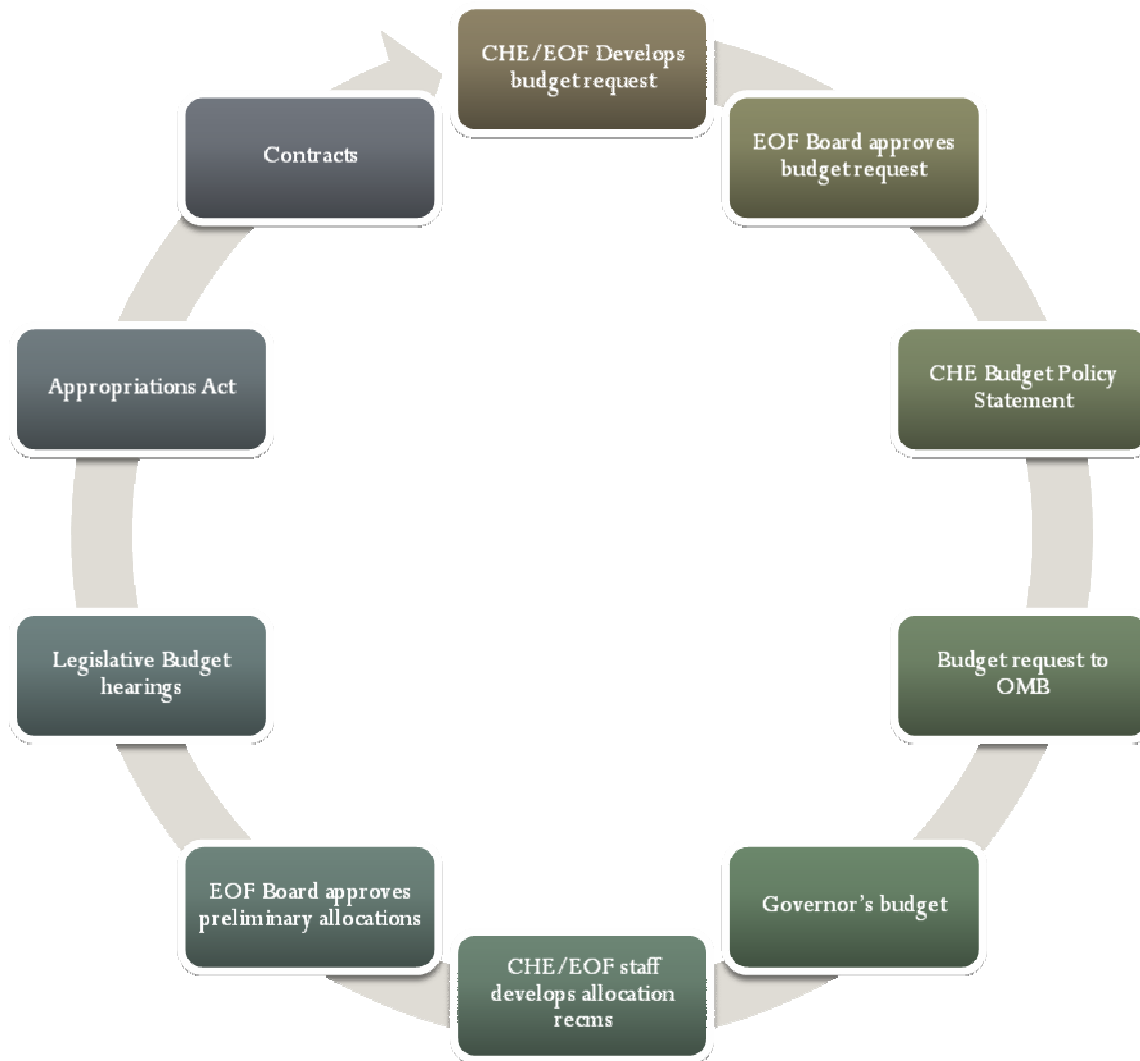 CHE/EOF Develops
budget request
EOF Board approves
budget request
CHE Budget Policy
Statement
Budget request to
OMB
Governor's budget
CHE/EOF staff
develops allocation
recms
EOF Board approves
preliminary allocations
Legislative Budget
hearings
Appropriations Act
Contracts